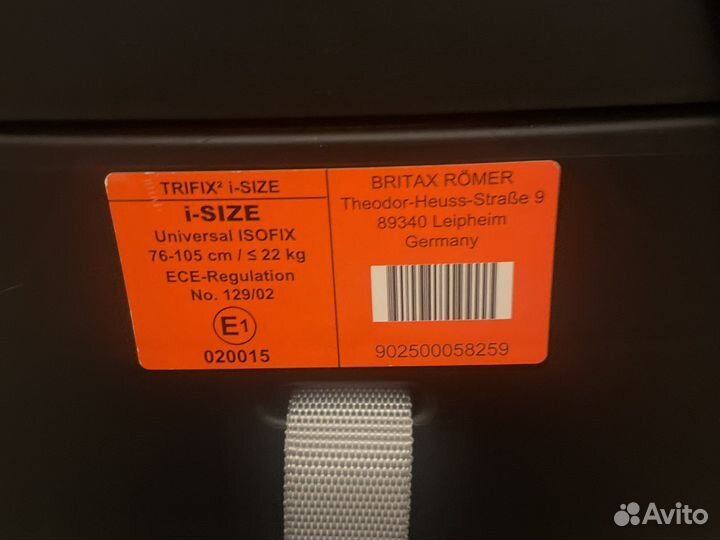 TRIFIX² i-SIZE
i-SIZE
Universal ISOFIX
76-105 cm / ≤ 22 kg
ECE-Regulation
No. 129/02
E1
020015
BRITAX RÖMER
Theodor-Heuss-Straße 9
89340 Leipheim
Germany
902500058259
Avito